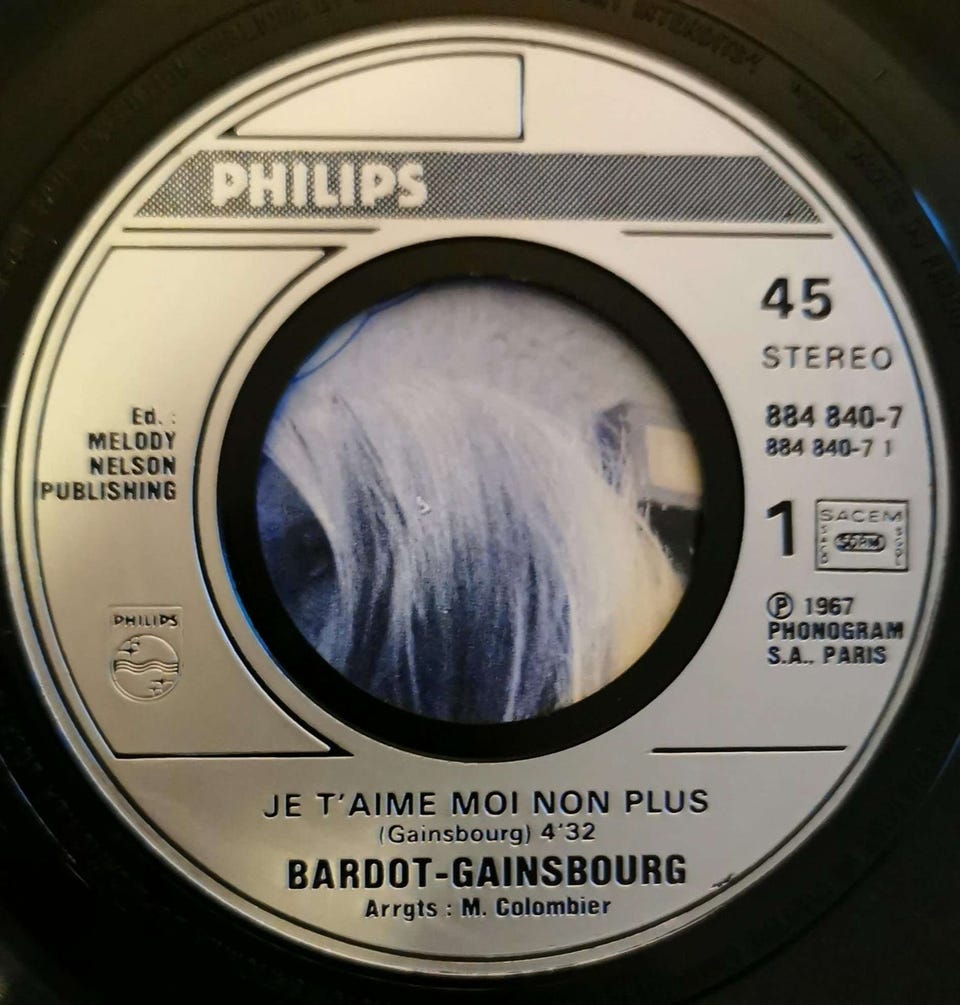 PHILIPS
45
STEREO
884 840-7
884 840-7 1
1
SACEM
Ⓟ 1967
PHONOGRAM
S.A., PARIS
Ed. :
MELODY
NELSON
PUBLISHING
PHILIPS
JE T'AIME MOI NON PLUS
(Gainsbourg) 4'32
BARDOT-GAINSBOURG
Arrgts : M. Colombier